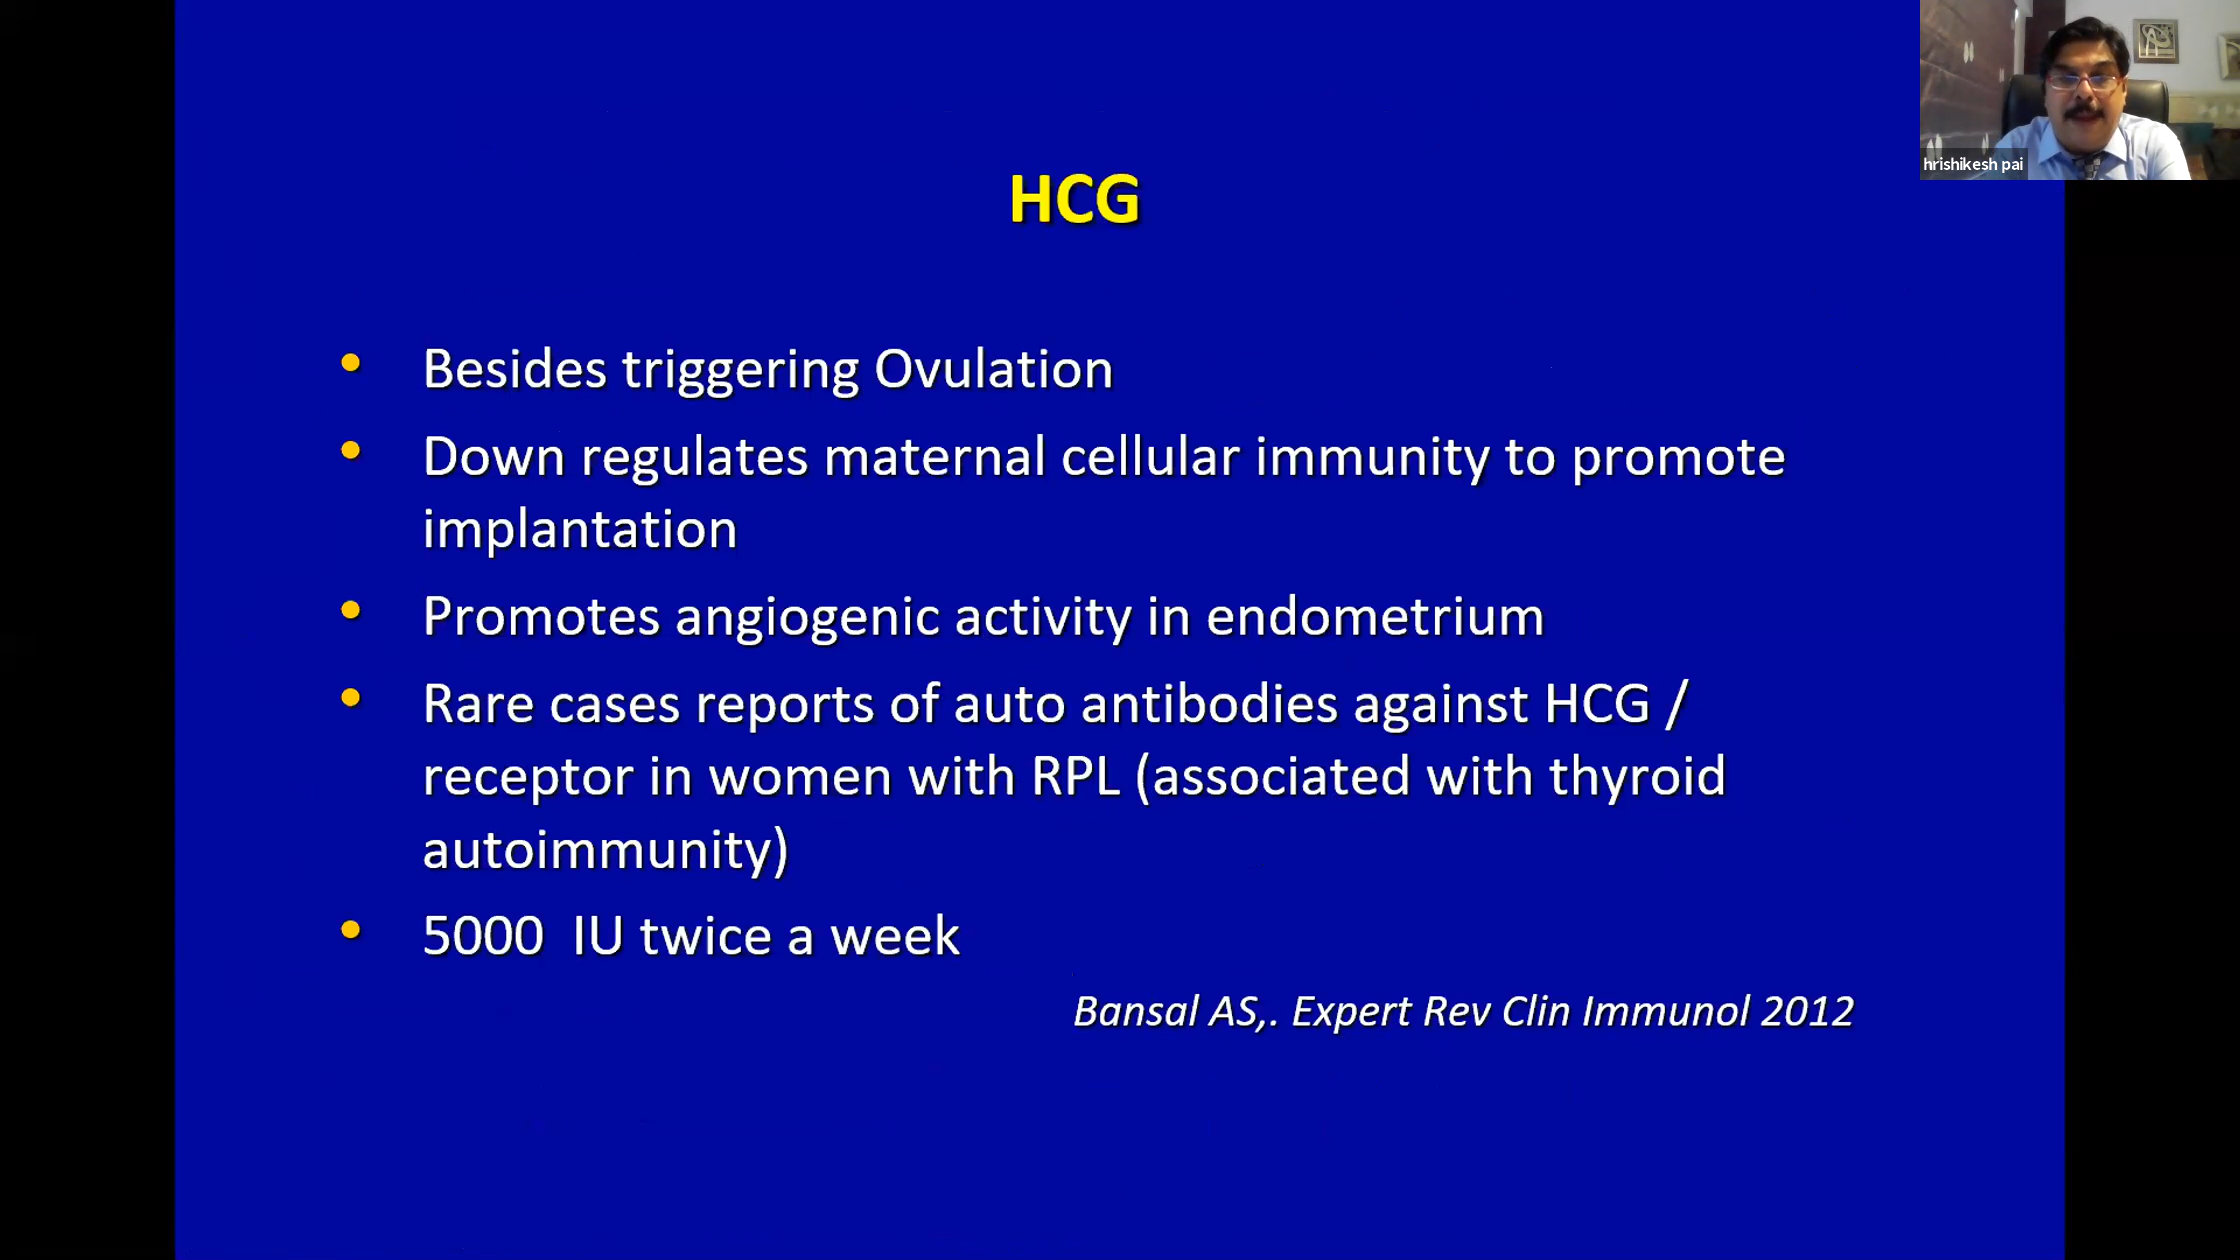 hrishikesh pai
HCG
• Besides triggering Ovulation
• Down regulates maternal cellular immunity to promote
implantation
• Promotes angiogenic activity in endometrium
• Rare cases reports of auto antibodies against HCG /
receptor in women with RPL (associated with thyroid
autoimmunity)
• 5000  IU twice a week
Bansal AS,. Expert Rev Clin Immunol 2012